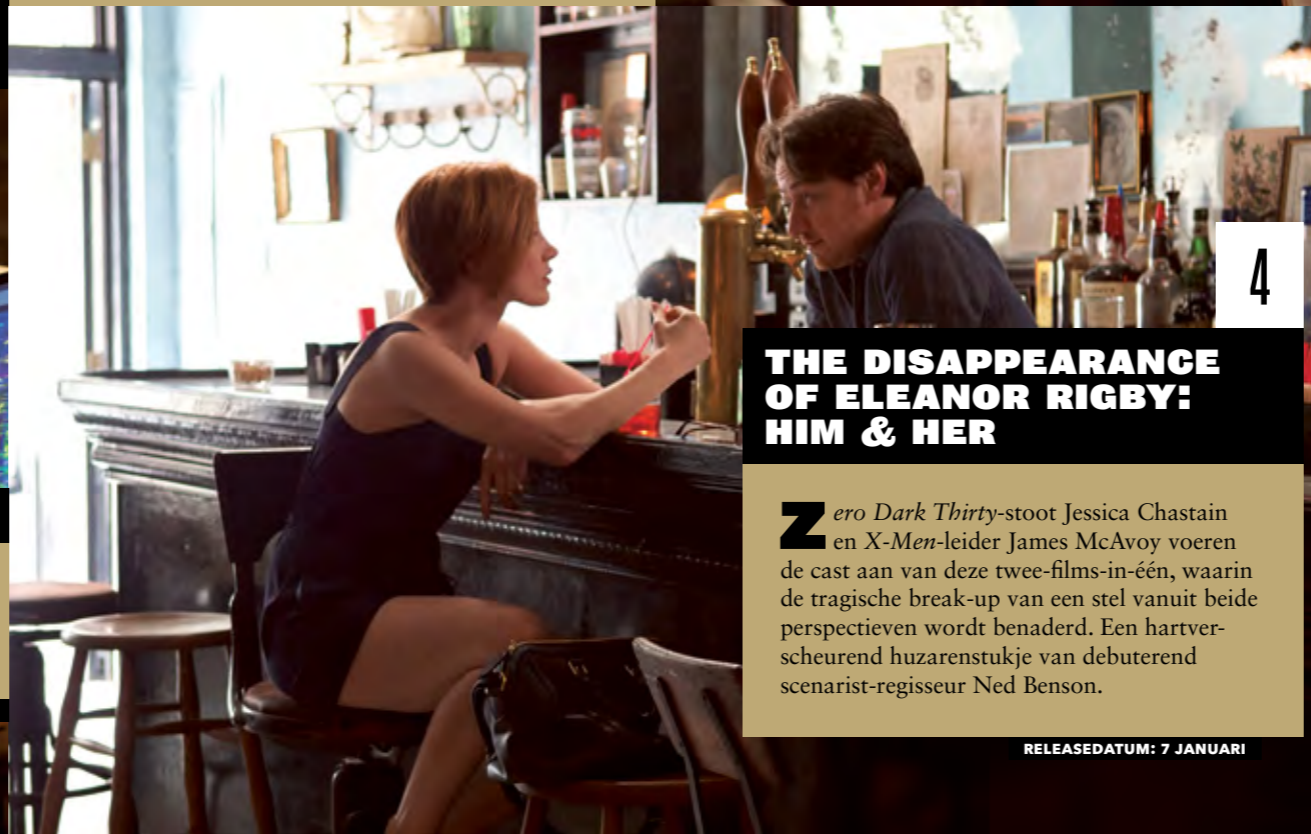 4
THE DISAPPEARANCE
OF ELEANOR RIGBY:
HIM & HER
Zero Dark Thirty-stoot Jessica Chastain
en X-Men-leider James McAvoy voeren
de cast aan van deze twee-films-in-één, waarin
de tragische break-up van een stel vanuit beide
perspectieven wordt benaderd. Een hartver-
scheurend huzarenstukje van debuterend
scenarist-regisseur Ned Benson.
RELEASEDATUM: 7 JANUARI